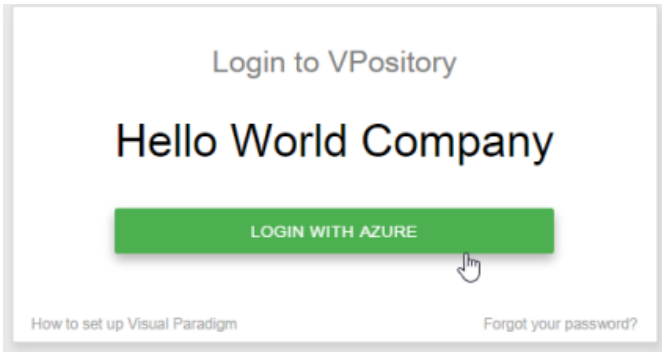 Login to VPository
Hello World Company
LOGIN WITH AZURE
How to set up Visual Paradigm
Forgot your password?